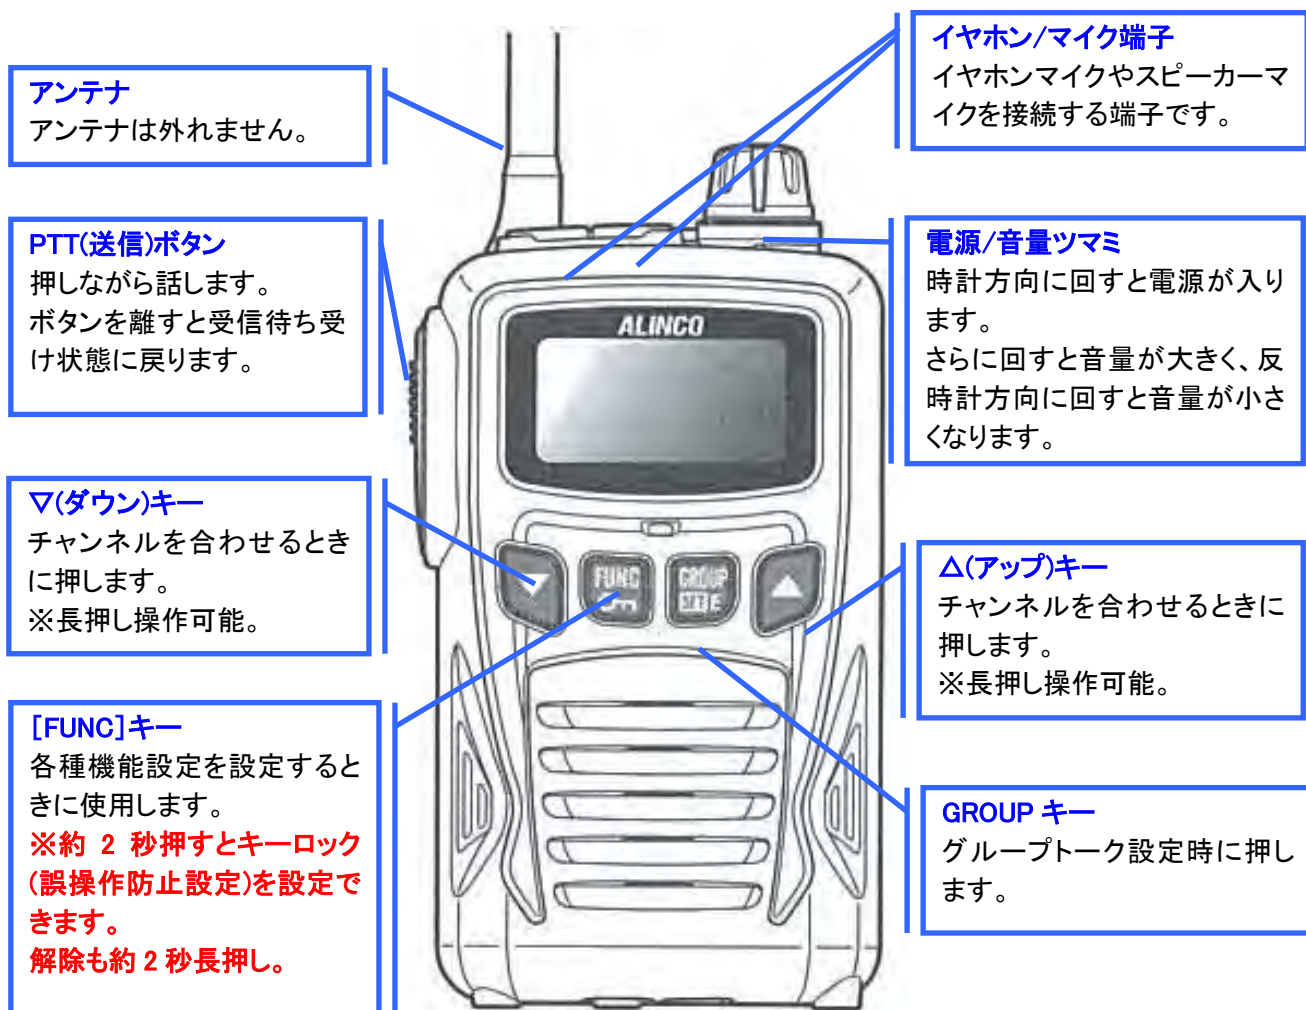 アンテナ
アンテナは外れません。
イヤホン/マイク端子
イヤホンマイクやスピーカーマ
イクを接続する端子です。
PTT(送信)ボタン
押しながら話します。
ボタンを離すと受信待ち受
け状態に戻ります。
電源/音量ツマミ
時計方向に回すと電源が入り
ます。
さらに回すと音量が大きく、反
時計方向に回すと音量が小さ
くなります。
ALINCO
▽(ダウン)キー
チャンネルを合わせるとき
に押します。
※長押し操作可能。
FUNC
GROUP
SET E
△(アップ)キー
チャンネルを合わせるときに
押します。
※長押し操作可能。
[FUNC]キー
各種機能設定を設定すると
きに使用します。
※約 2 秒押すとキーロック
(誤操作防止設定)を設定で
きます。
解除も約 2 秒長押し。
GROUP キー
グループトーク設定時に押し
ます。